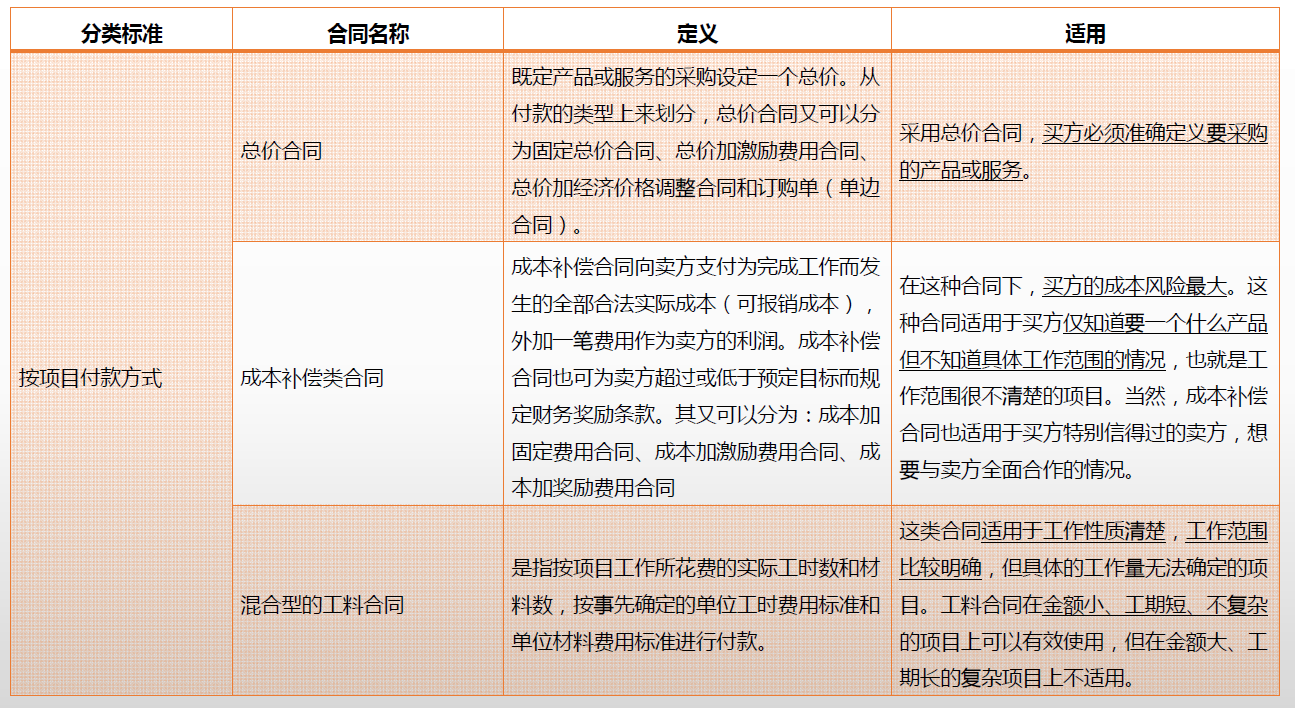 分类标准
合同名称
定义
适用
按项目付款方式
总价合同
既定产品或服务的采购设定一个总价。从
付款的类型上来划分，总价合同又可以分
为固定总价合同、总价加激励费用合同、
总价加经济价格调整合同和订购单（单边
合同）。
采用总价合同，买方必须准确定义要采购
的产品或服务。
成本补偿类合同
成本补偿合同向卖方支付为完成工作而发
生的全部合法实际成本（可报销成本），
外加一笔费用作为卖方的利润。成本补偿
合同也可为卖方超过或低于预定目标而规
定财务奖励条款。其又可以分为：成本加
固定费用合同、成本加激励费用合同、成
本加奖励费用合同
在这种合同下，买方的成本风险最大。这
种合同适用于买方仅知道要一个什么产品
但不知道具体工作范围的情况，也就是工
作范围很不清楚的项目。当然，成本补偿
合同也适用于买方特别信得过的卖方，想
要与卖方全面合作的情况。
混合型的工料合同
是指按项目工作所花费的实际工时数和材
料数，按事先确定的单位工时费用标准和
单位材料费用标准进行付款。
这类合同适用于工作性质清楚，工作范围
比较明确，但具体的工作量无法确定的项
目。工料合同在金额小、工期短、不复杂
的项目上可以有效使用，但在金额大、工
期长的复杂项目上不适用。